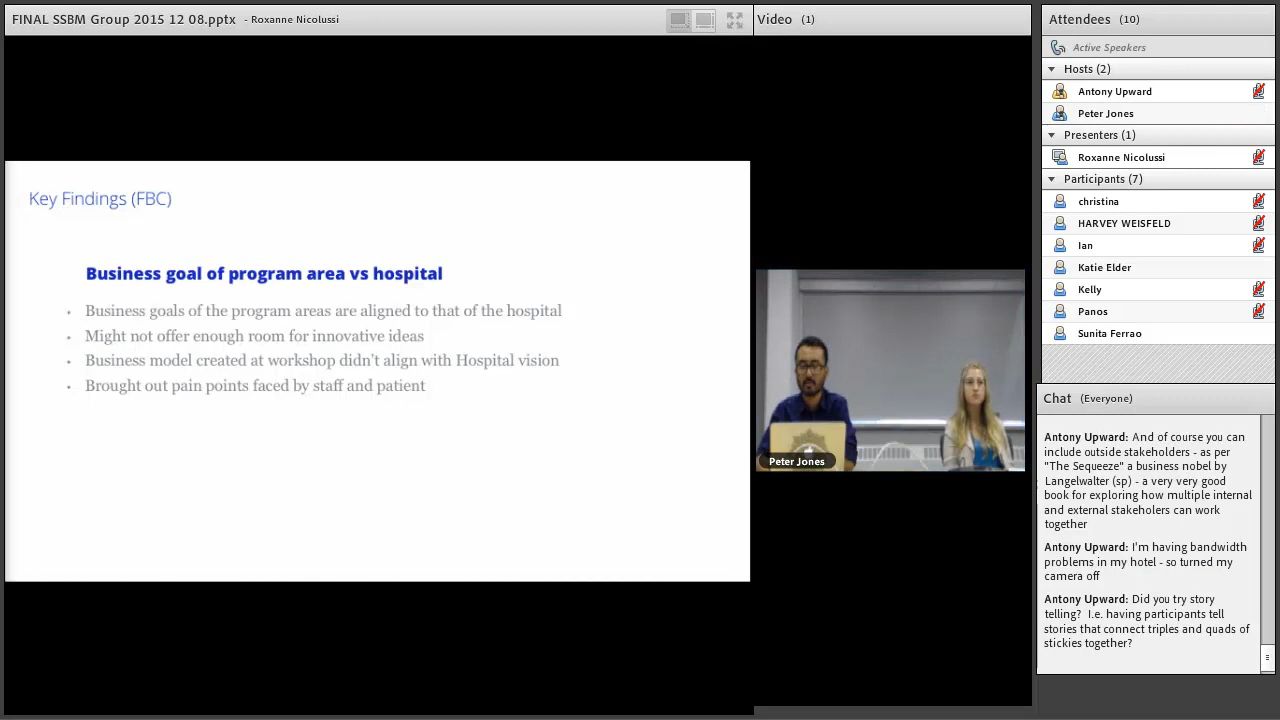 FINAL SSBM Group 2015 12 08.pptx - Roxanne Nicolussi
Key Findings (FBC)
Business goal of program area vs hospital
• Business goals of the program areas are aligned to that of the hospital
• Might not offer enough room for innovative ideas
• Business model created at workshop didn't align with Hospital vision
• Brought out pain points faced by staff and patient
Video (1)
Peter Jones
Attendees (10)
Active Speakers
Hosts (2)
Antony Upward
Peter Jones
Presenters (1)
Roxanne Nicolussi
Participants (7)
christina
HARVEY WEISFELD
Ian
Katie Elder
Kelly
Panos
Sunita Ferrao
Chat (Everyone)
Antony Upward: And of course you can
include outside stakeholders - as per
"The Sequeeze" a business nobel by
Langelwalter (sp) - a very very good
book for exploring how multiple internal
and external stakeholers can work
together
Antony Upward: I'm having bandwidth
problems in my hotel - so turned my
camera off
Antony Upward: Did you try story
telling? I.e. having participants tell
stories that connect triples and quads of
stickies together?